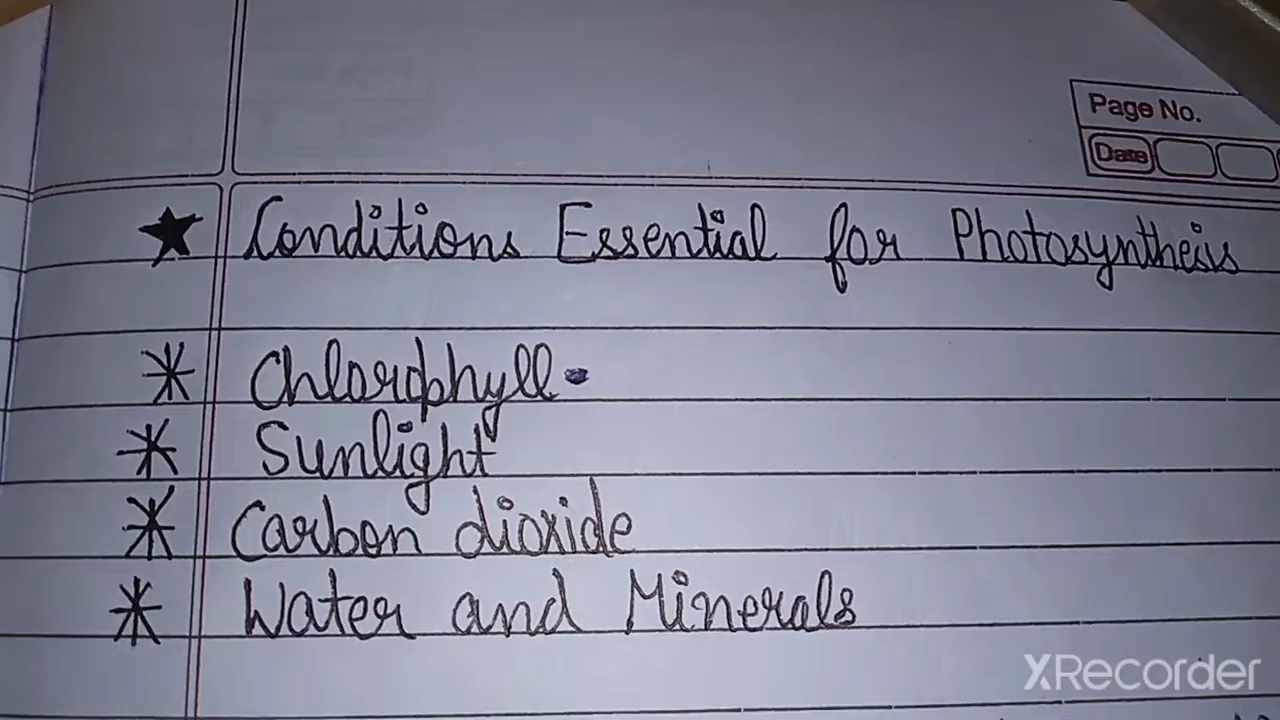 Page No.
Date
★ Conditions Essential for Photosynthesis
* Chlorophyll
* Sunlight
* Carbon dioxide
* Water and Minerals
XRecorder